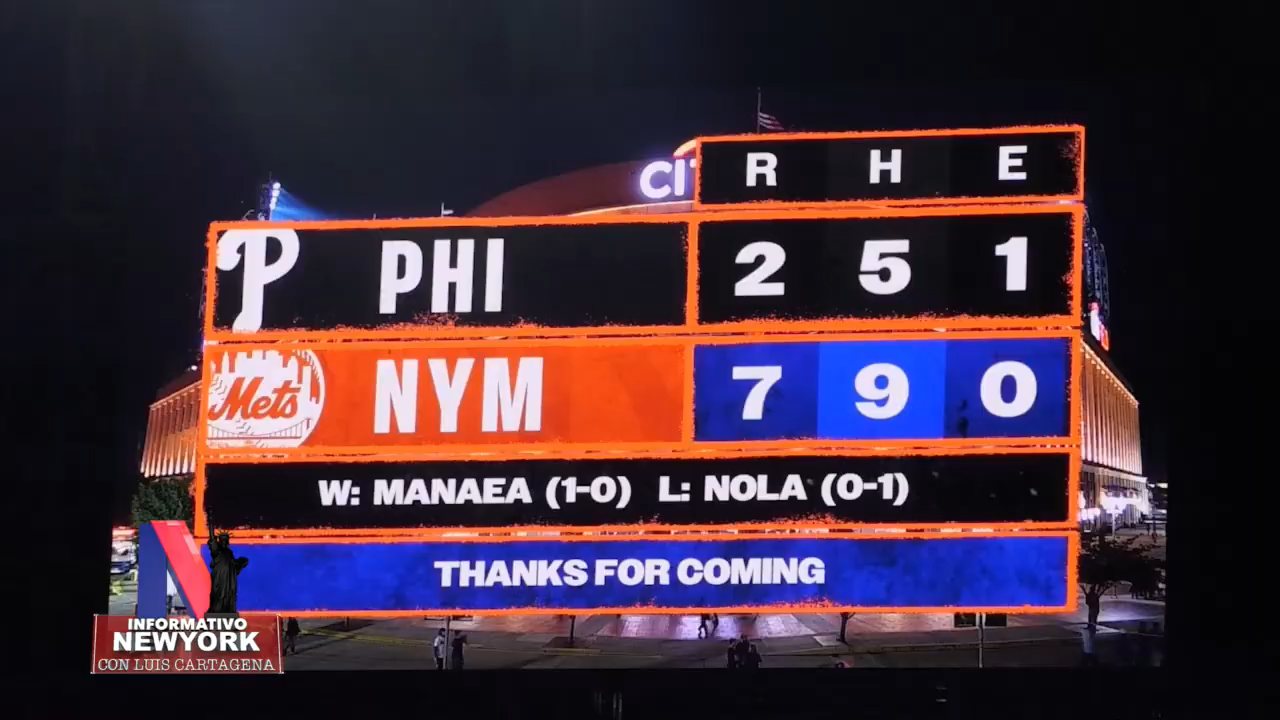 CI
R H E
P PHI 2 5 1
Mets NYM 7 9 0
W: MANAEA (1-0) L: NOLA (0-1)
THANKS FOR COMING
N
INFORMATIVO
NEWYORK
CON LUIS CARTAGENA